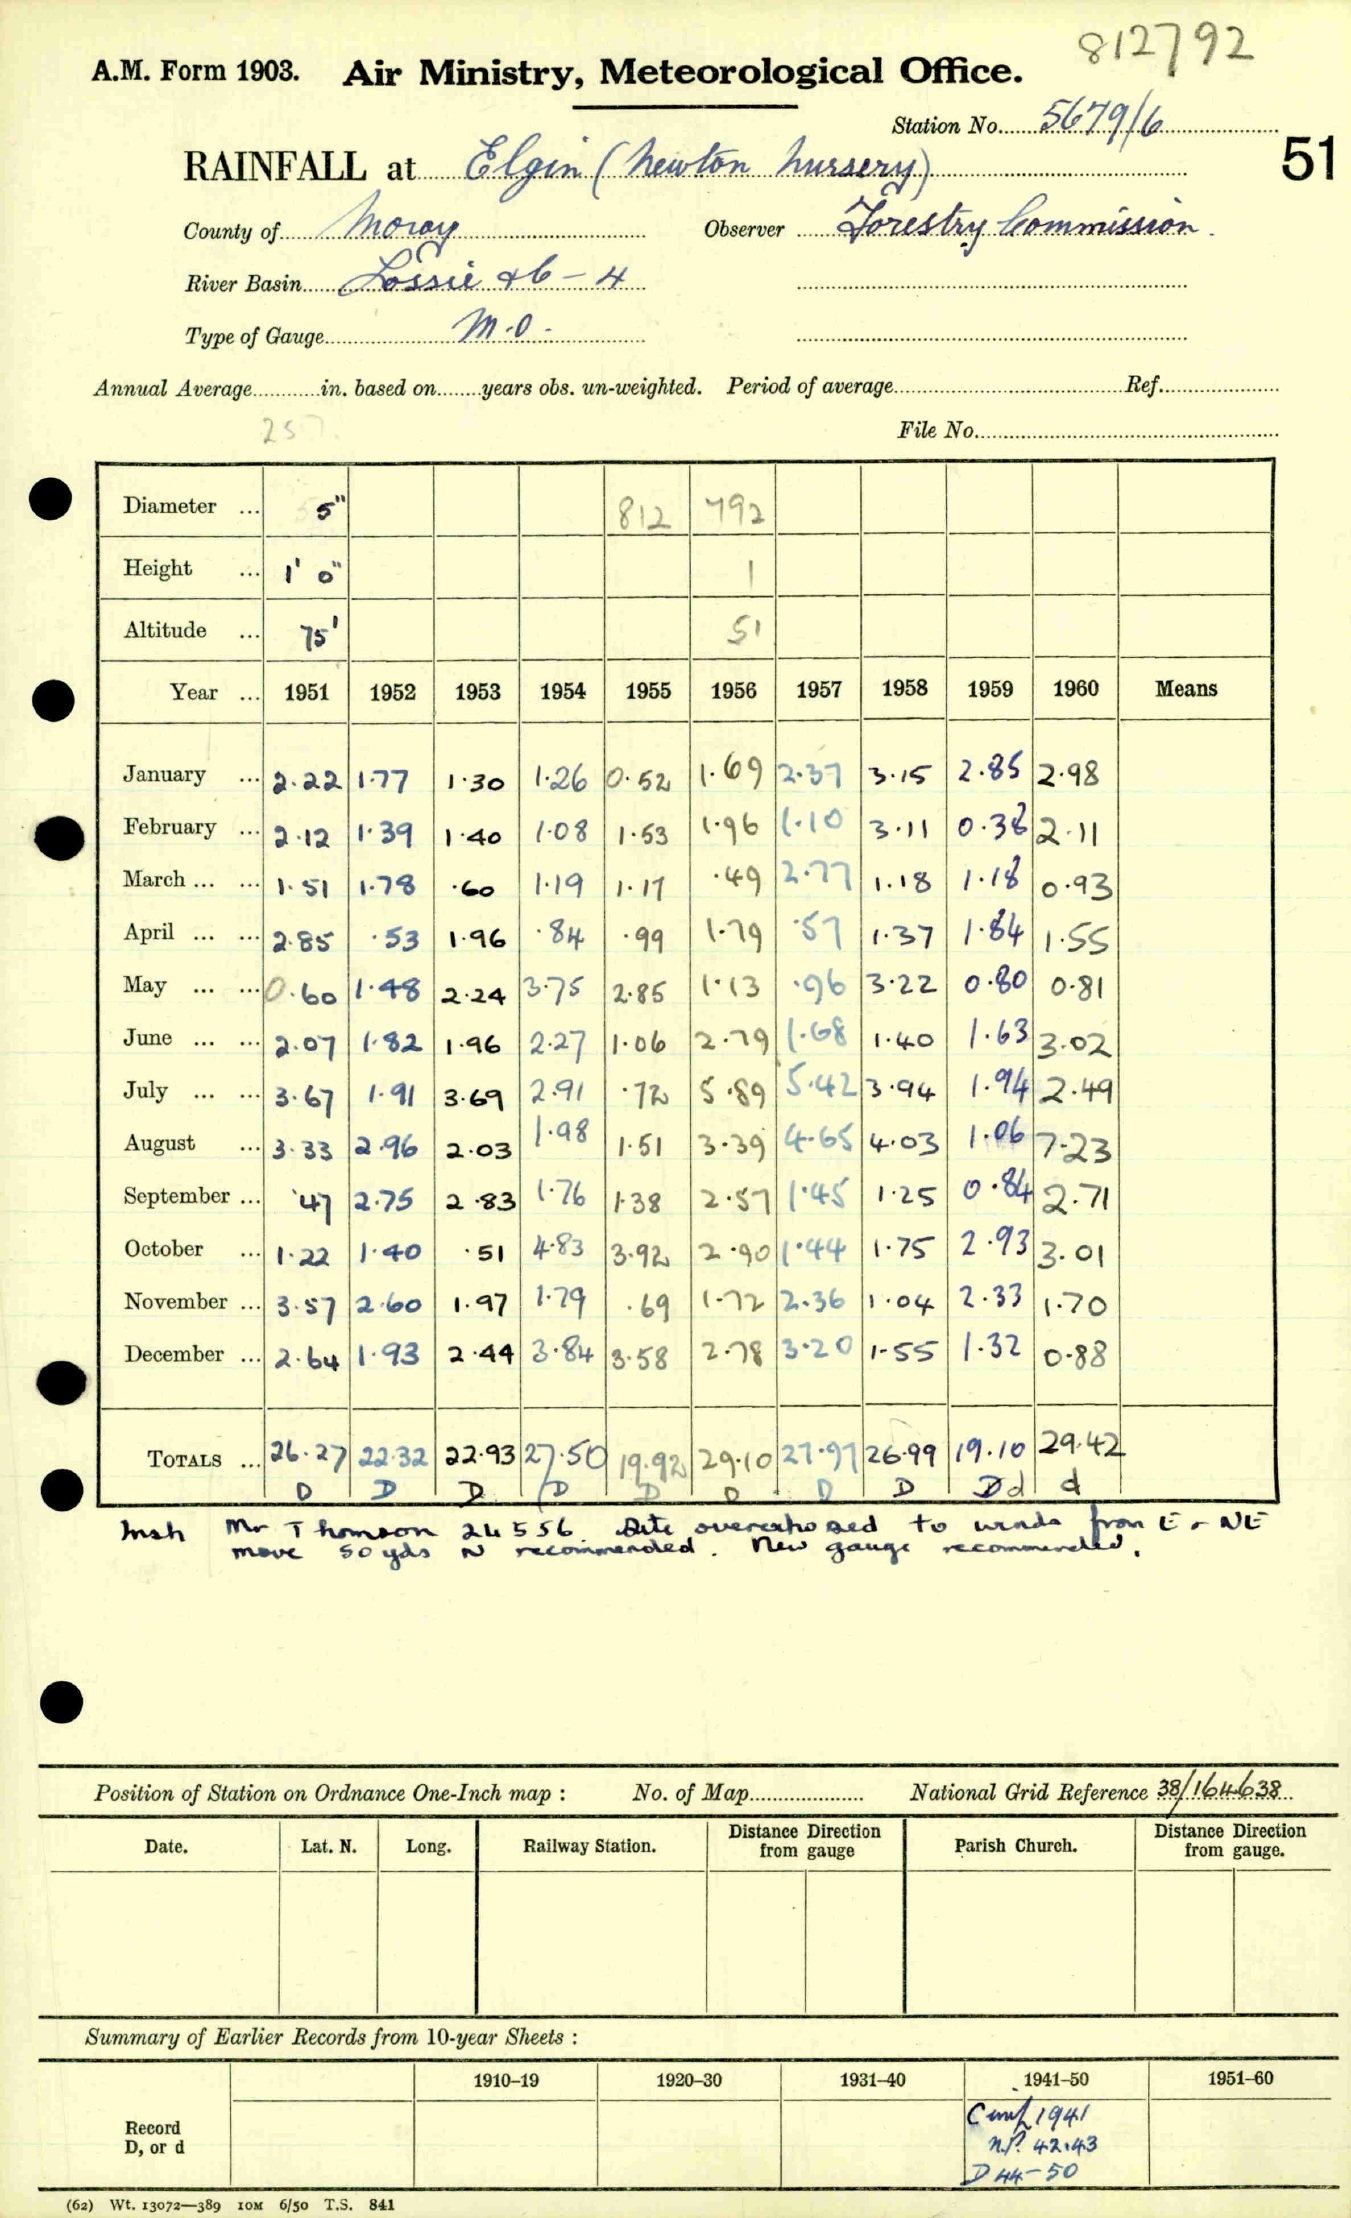 812792
A.M. Form 1903. Air Ministry, Meteorological Office.
Station No. 5679/6
RAINFALL at Elgin (Newton Nursery) 51
County of Moray Observer Forestry Commission.
River Basin Lossie &c - 4
Type of Gauge M.O.
Annual Average in. based on years obs. un-weighted. Period of average Ref.
File No.
Diameter ... 5" 812 792
Height ... 1' 0" 1
Altitude ... 75' 51
Year ... 1951 1952 1953 1954 1955 1956 1957 1958 1959 1960 Means
January ... 2.22 1.77 1.30 1.26 0.52 1.69 2.37 3.15 2.85 2.98
February ... 2.12 1.39 1.40 1.08 1.53 1.96 1.10 3.11 0.38 2.11
March ... ... 1.51 1.78 .60 1.19 1.17 .49 2.77 1.18 1.18 0.93
April ... ... 2.85 .53 1.96 .84 .99 1.79 .57 1.37 1.84 1.55
May ... ... 0.60 1.48 2.24 3.75 2.85 1.13 .96 3.22 0.80 0.81
June ... ... 2.07 1.82 1.96 2.27 1.06 2.79 1.68 1.40 1.63 3.02
July ... ... 3.67 1.91 3.69 2.91 .72 5.89 5.42 3.94 1.94 2.49
August ... 3.33 2.96 2.03 1.98 1.51 3.39 4.65 4.03 1.06 7.23
September ... .47 2.75 2.83 1.76 1.38 2.57 1.45 1.25 0.84 2.71
October ... 1.22 1.40 .51 4.83 3.92 2.90 1.44 1.75 2.93 3.01
November ... 3.57 2.60 1.97 1.79 .69 1.72 2.36 1.04 2.33 1.70
December ... 2.64 1.93 2.44 3.84 3.58 2.78 3.20 1.55 1.32 0.88
TOTALS ... 26.27 22.32 22.93 27.50 19.92 29.10 27.97 26.99 19.10 29.42
D D D D D D D D Dd d
Mr Thomson 24 5 56. Site overexposed to winds from E - NE
move 50 yds N recommended. New gauge recommended.
Position of Station on Ordnance One-Inch map : No. of Map National Grid Reference 38/164638
Date. Lat. N. Long. Railway Station. Distance Direction from gauge Parish Church. Distance Direction from gauge.
Summary of Earlier Records from 10-year Sheets :
1910–19 1920–30 1931–40 1941–50 1951–60
Record D, or d
1941
42.43
D 44-50
(62) Wt. 13072—389 10M 6/50 T.S. 841